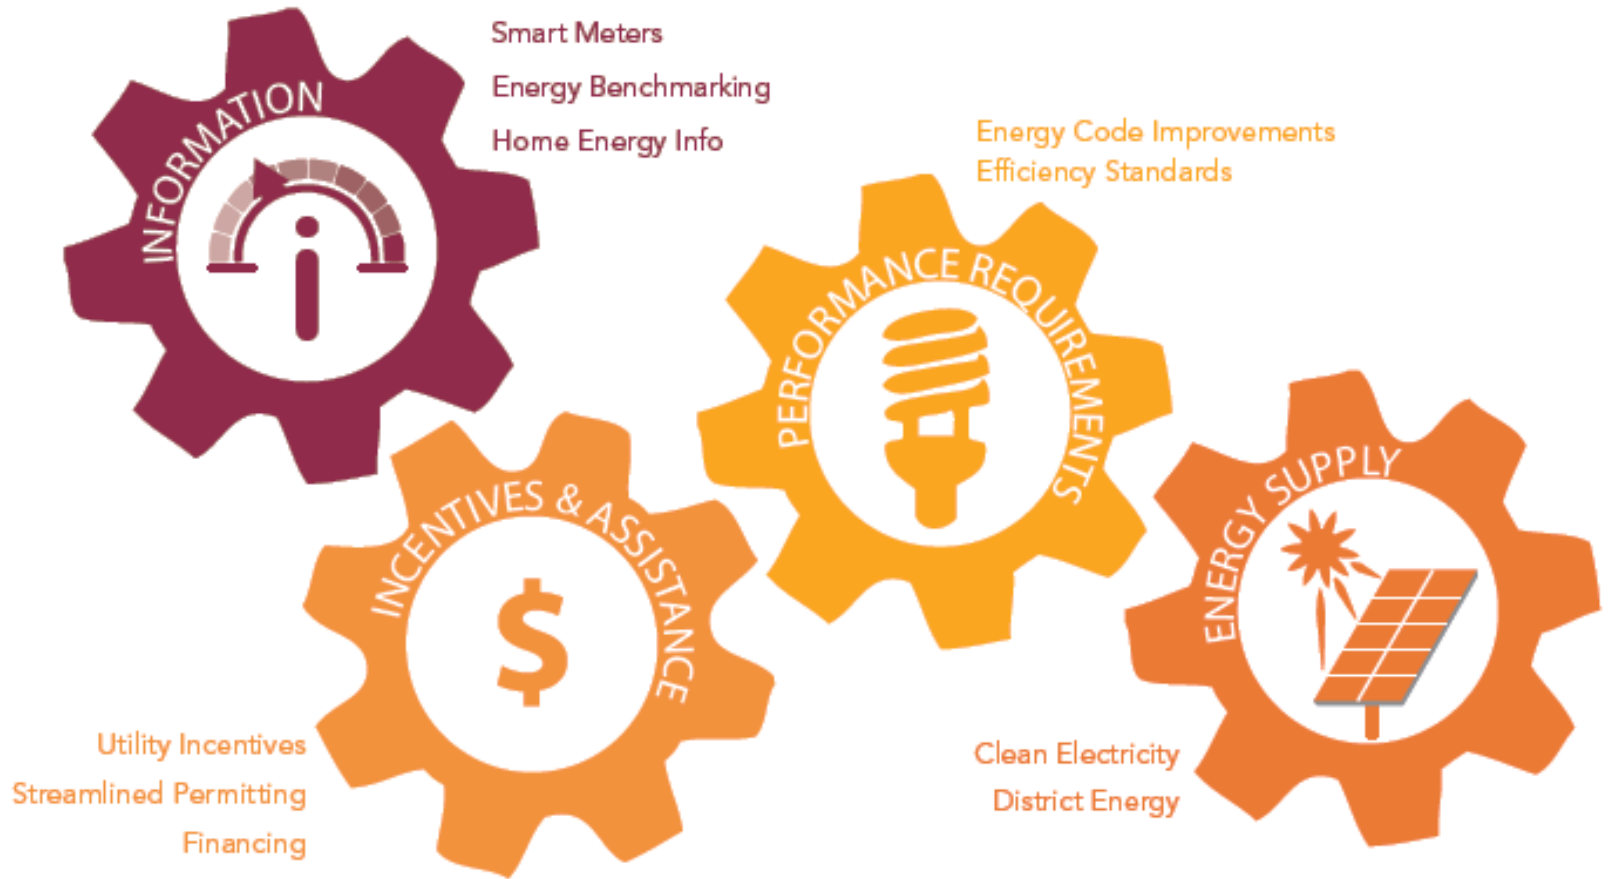 INFORMATION
Smart Meters
Energy Benchmarking
Home Energy Info
INCENTIVES & ASSISTANCE
$
Utility Incentives
Streamlined Permitting
Financing
PERFORMANCE REQUIREMENTS
Energy Code Improvements
Efficiency Standards
ENERGY SUPPLY
Clean Electricity
District Energy